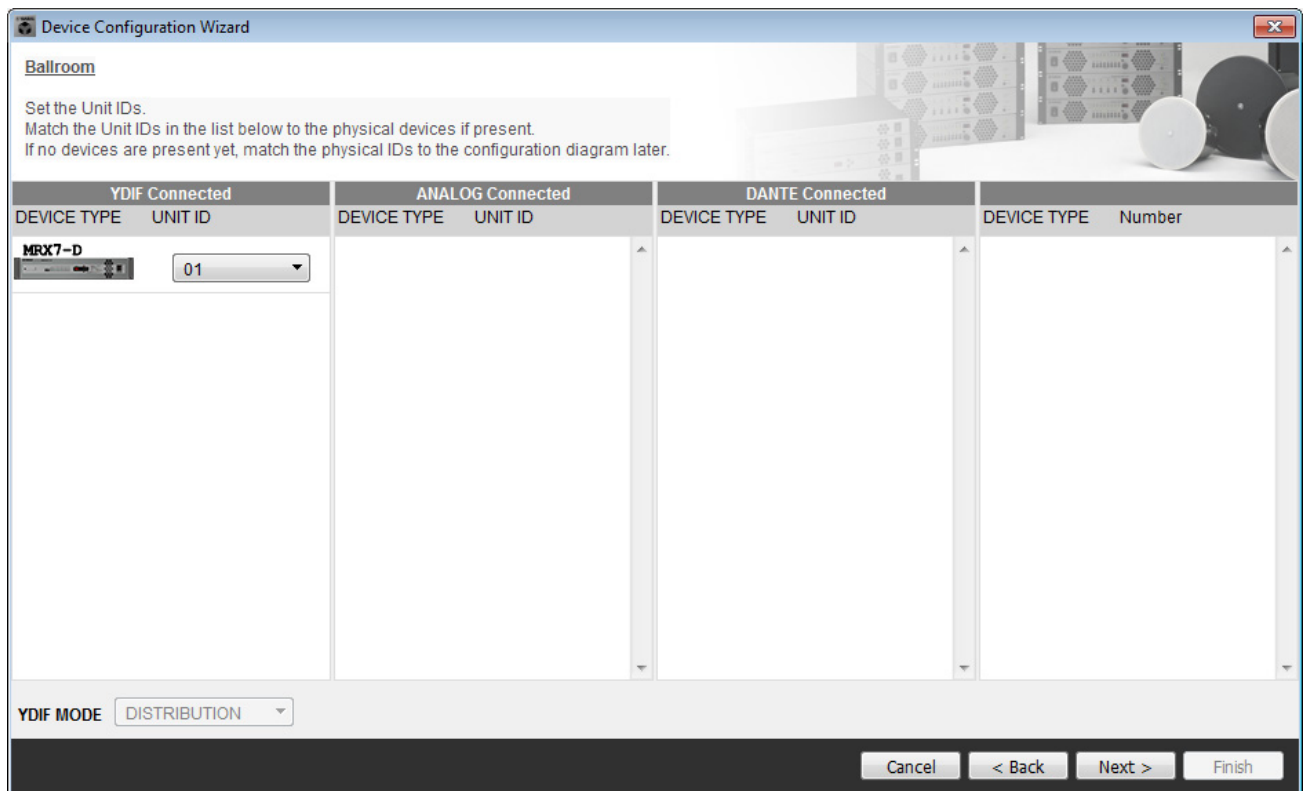 Device Configuration Wizard
Ballroom
Set the Unit IDs.
Match the Unit IDs in the list below to the physical devices if present.
If no devices are present yet, match the physical IDs to the configuration diagram later.
YDIF Connected ANALOG Connected DANTE Connected
DEVICE TYPE UNIT ID DEVICE TYPE UNIT ID DEVICE TYPE UNIT ID DEVICE TYPE Number
MRX7-D
01
YDIF MODE DISTRIBUTION
Cancel < Back Next > Finish